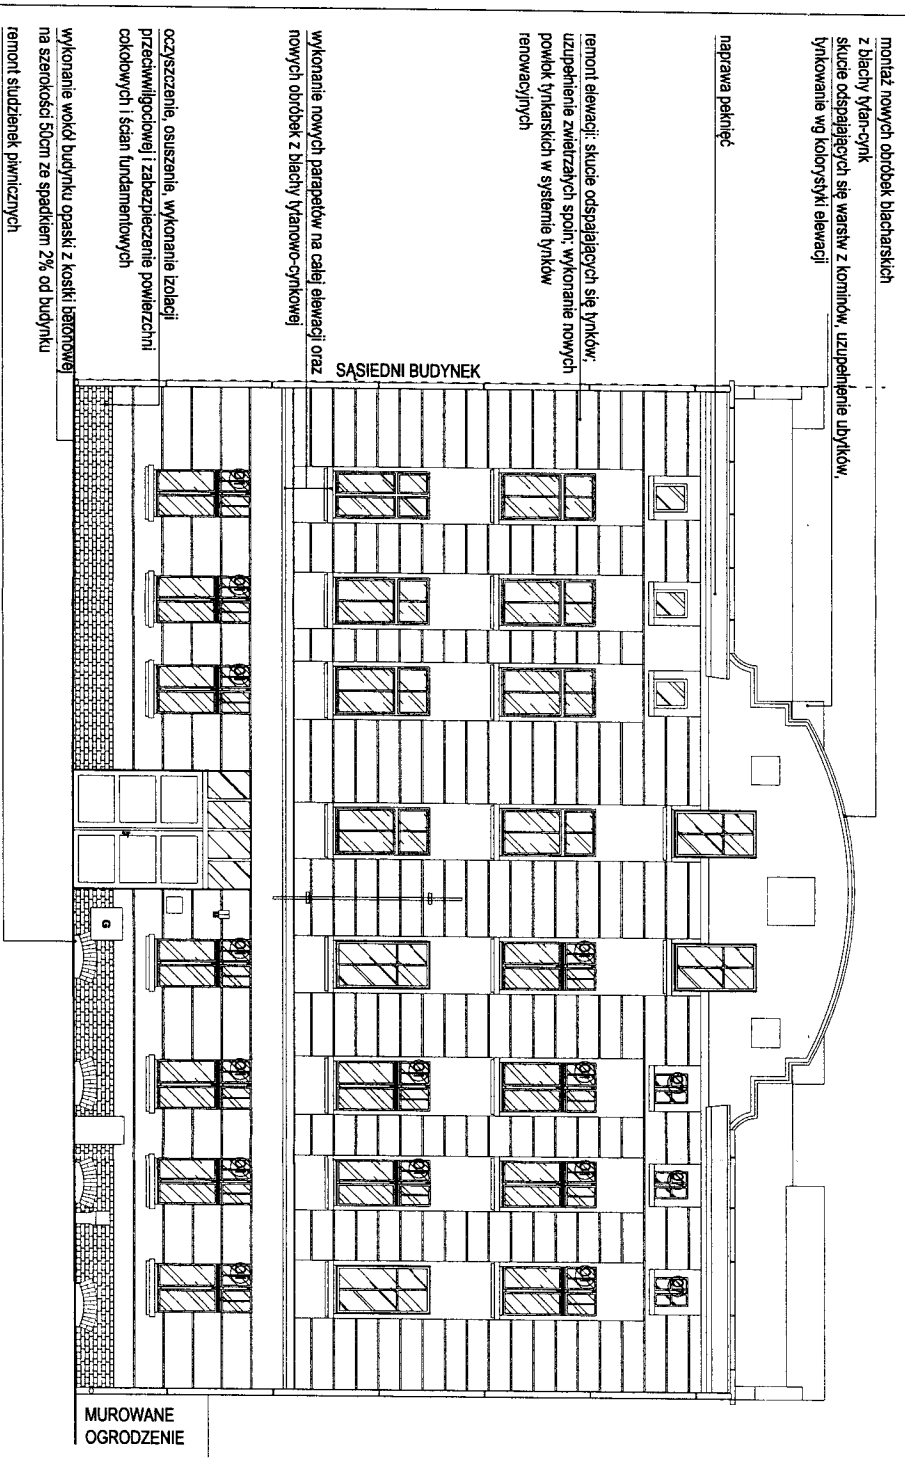 montaż nowych obróbek blacharskich
z blachy tytan-cynk
skucie odspajających się warstw z kominów, uzupełnienie ubytków,
tynkowanie wg kolorystyki elewacji
naprawa peknięć
remont elewacji: skucie odspajających się tynków;
uzupełnienie zwietrzałych spoin; wykonanie nowych
powłok tynkarskich w systemie tynków
renowacyjnych
wykonanie nowych parapetów na całej elewacji oraz
nowych obróbek z blachy tytanowo-cynkowej
oczyszczenie, osuszenie, wykonanie izolacji
przeciwwilgociowej i zabezpieczenie powierzchni
cokołowych i ścian fundamentowych
wykonanie wokół budynku opaski z kostki betonowej
na szerokości 50cm ze spadkiem 2% od budynku
remont studzienek piwnicznych
SĄSIEDNI BUDYNEK
G
MUROWANE
OGRODZENIE